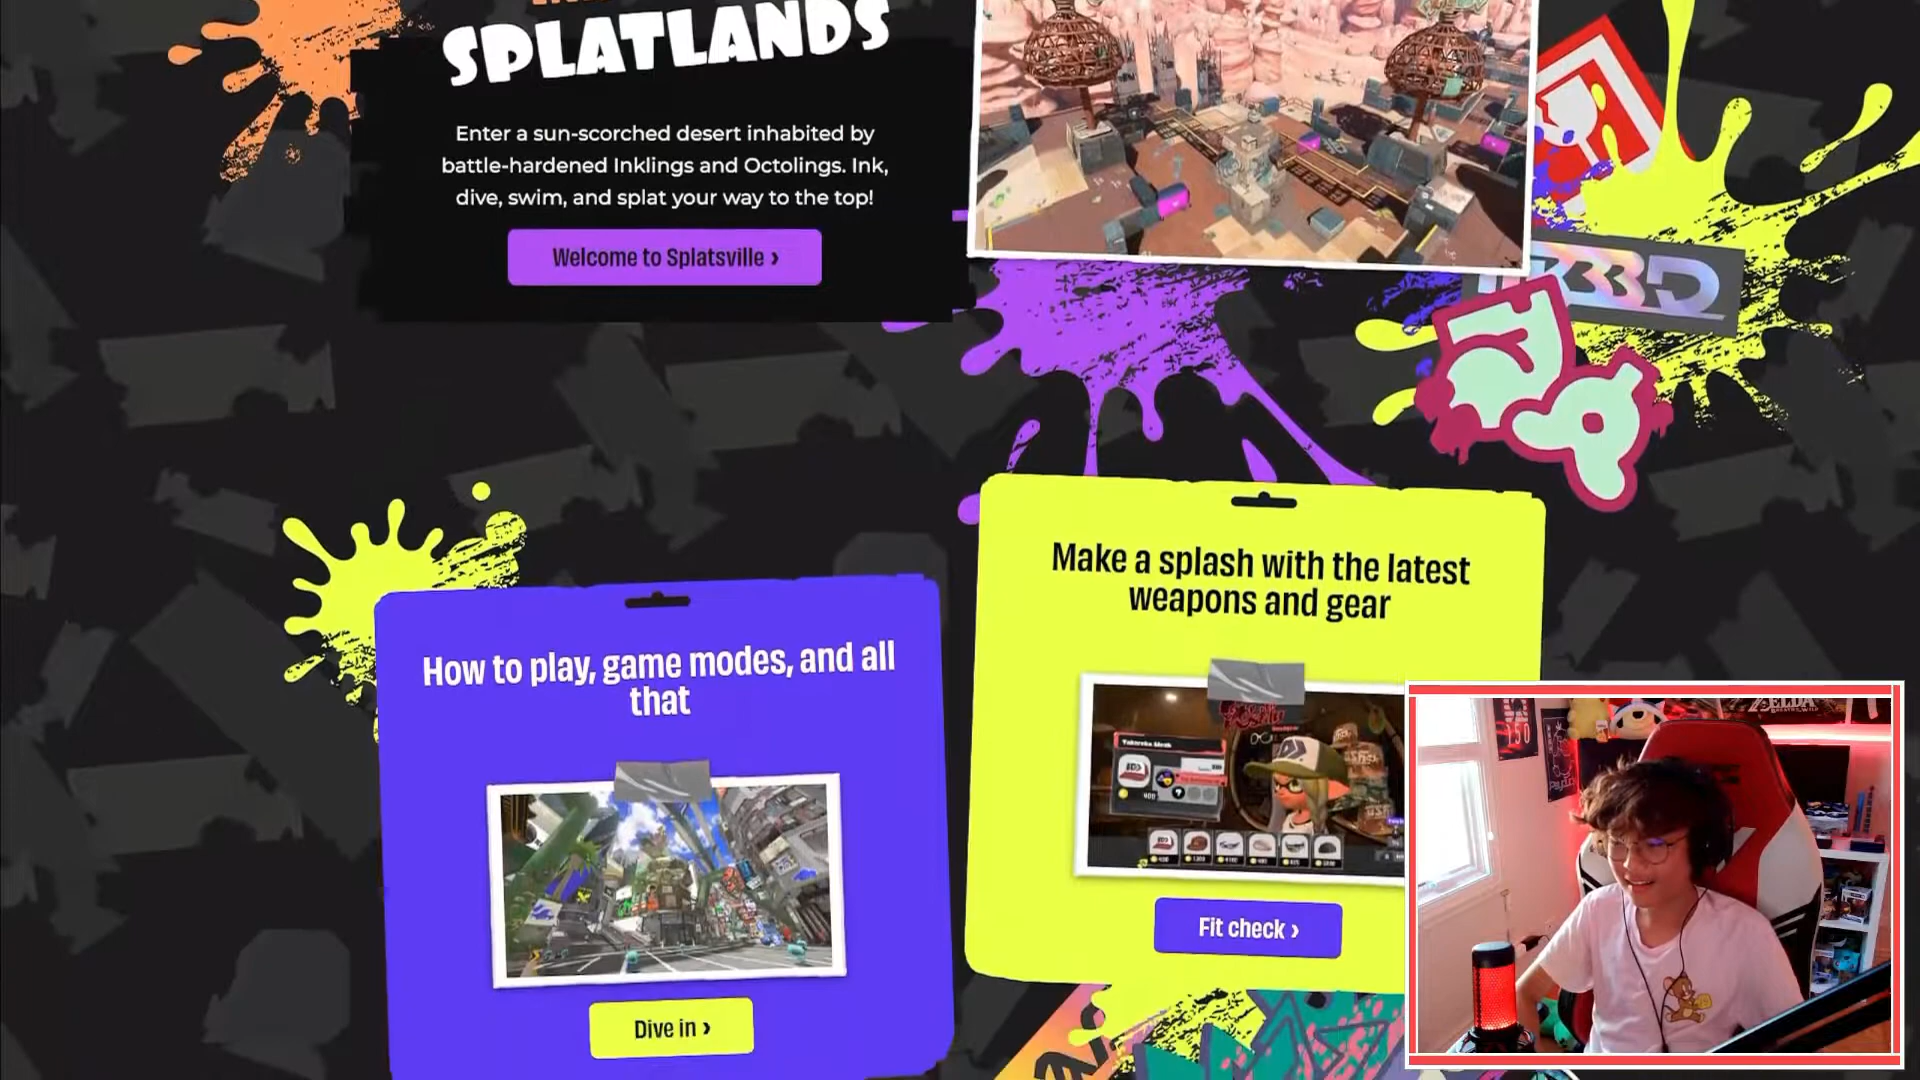 SPLATLANDS
Enter a sun-scorched desert inhabited by
battle-hardened Inklings and Octolings. Ink,
dive, swim, and splat your way to the top!
Welcome to Splatsville ›
Make a splash with the latest
weapons and gear
How to play, game modes, and all
that
Fit check ›
Dive in ›
ZELDA
150